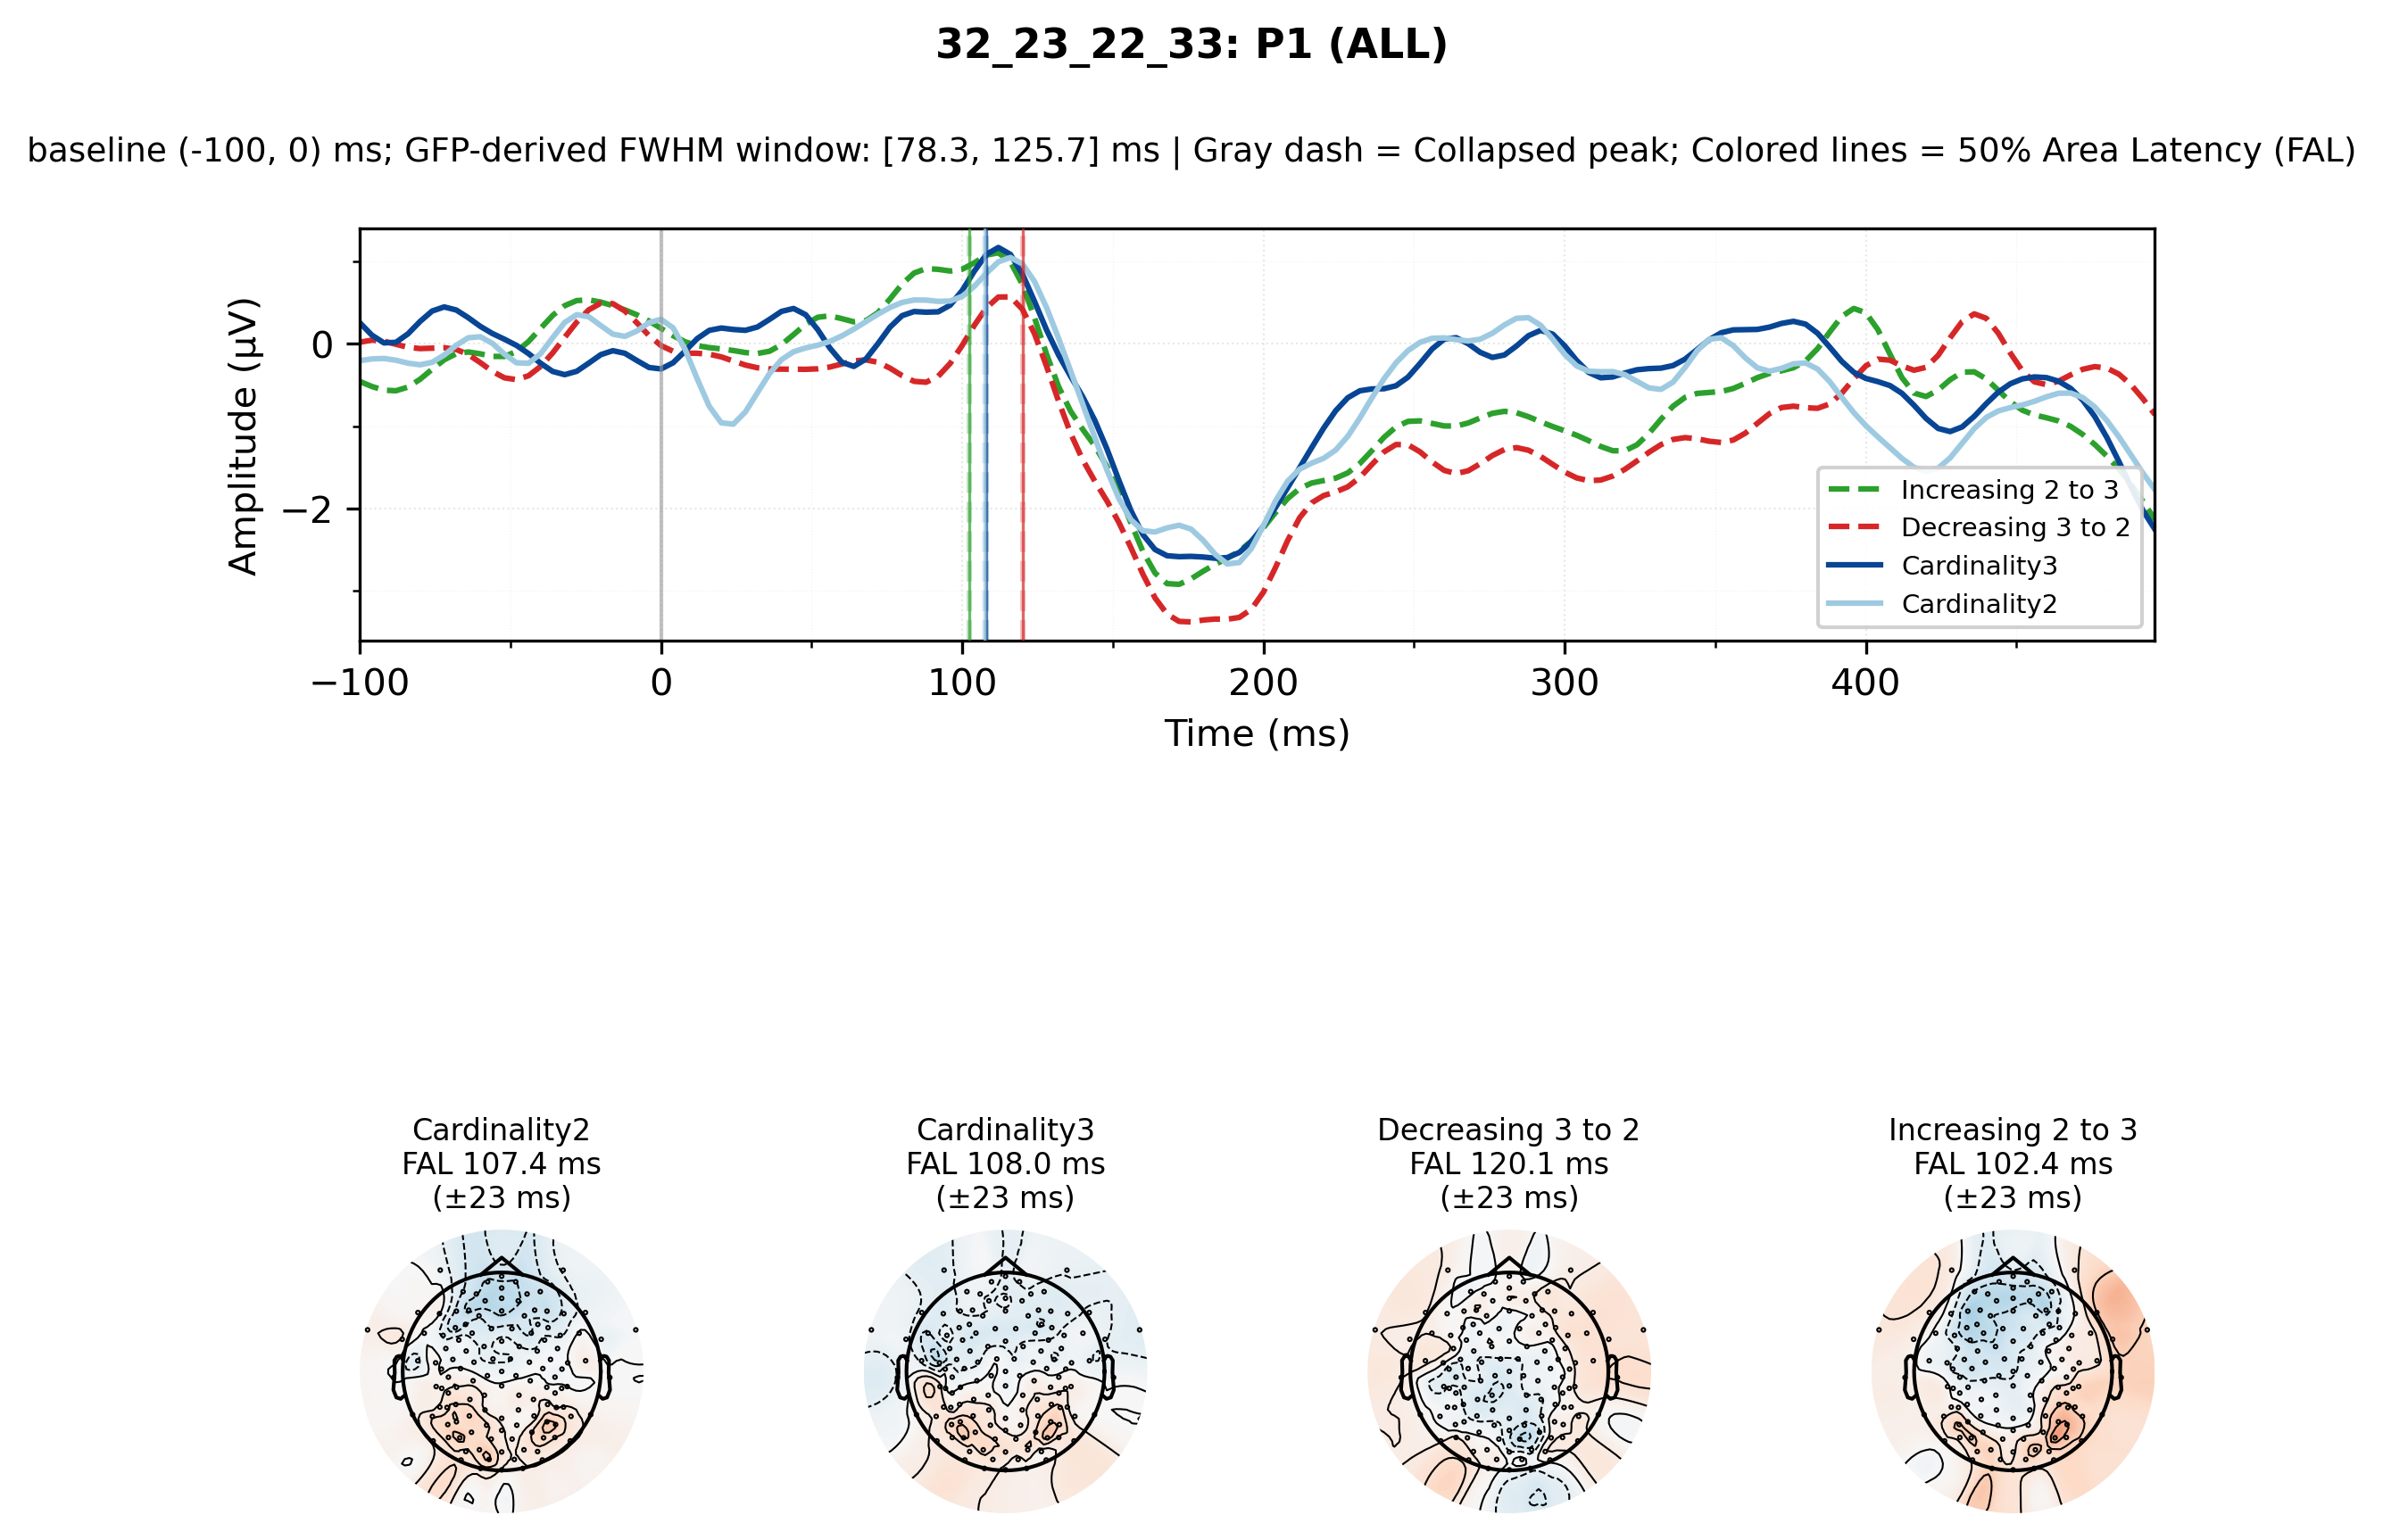 32_23_22_33: P1 (ALL)
baseline (-100, 0) ms; GFP-derived FWHM window: [78.3, 125.7] ms | Gray dash = Collapsed peak; Colored lines = 50% Area Latency (FAL)
Amplitude (µV)
0
−2
−100
0
100
200
300
400
Time (ms)
Increasing 2 to 3
Decreasing 3 to 2
Cardinality3
Cardinality2
Cardinality2
FAL 107.4 ms
(±23 ms)
Cardinality3
FAL 108.0 ms
(±23 ms)
Decreasing 3 to 2
FAL 120.1 ms
(±23 ms)
Increasing 2 to 3
FAL 102.4 ms
(±23 ms)